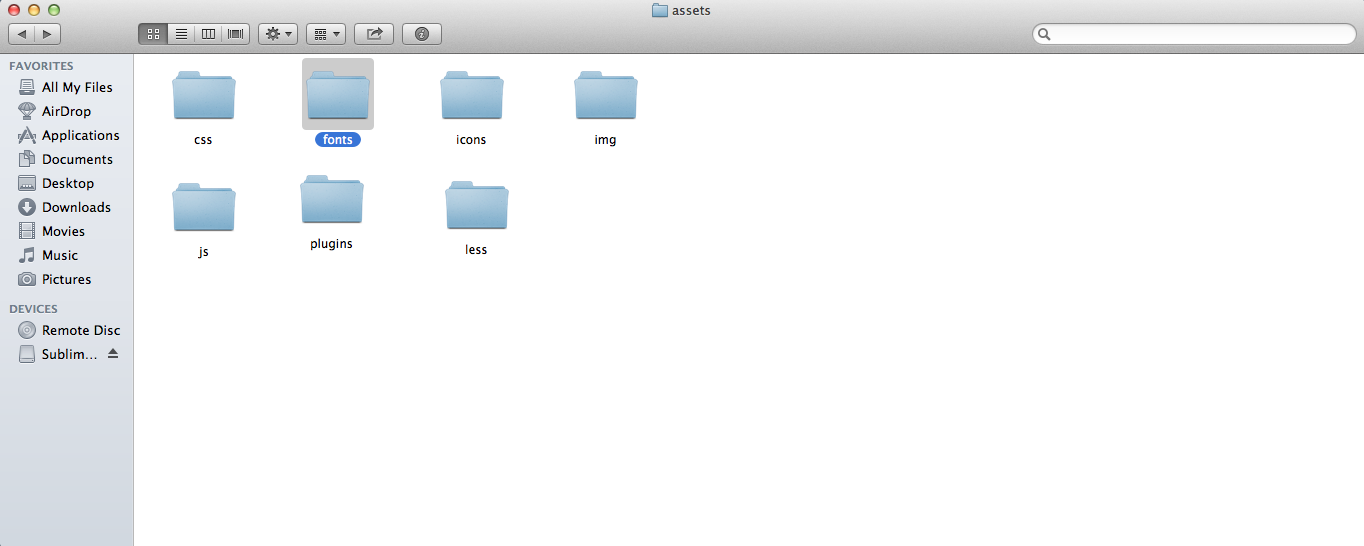 assets
FAVORITES
All My Files
AirDrop
Applications
Documents
Desktop
Downloads
Movies
Music
Pictures
DEVICES
Remote Disc
Sublim...
css fonts icons img
js plugins less